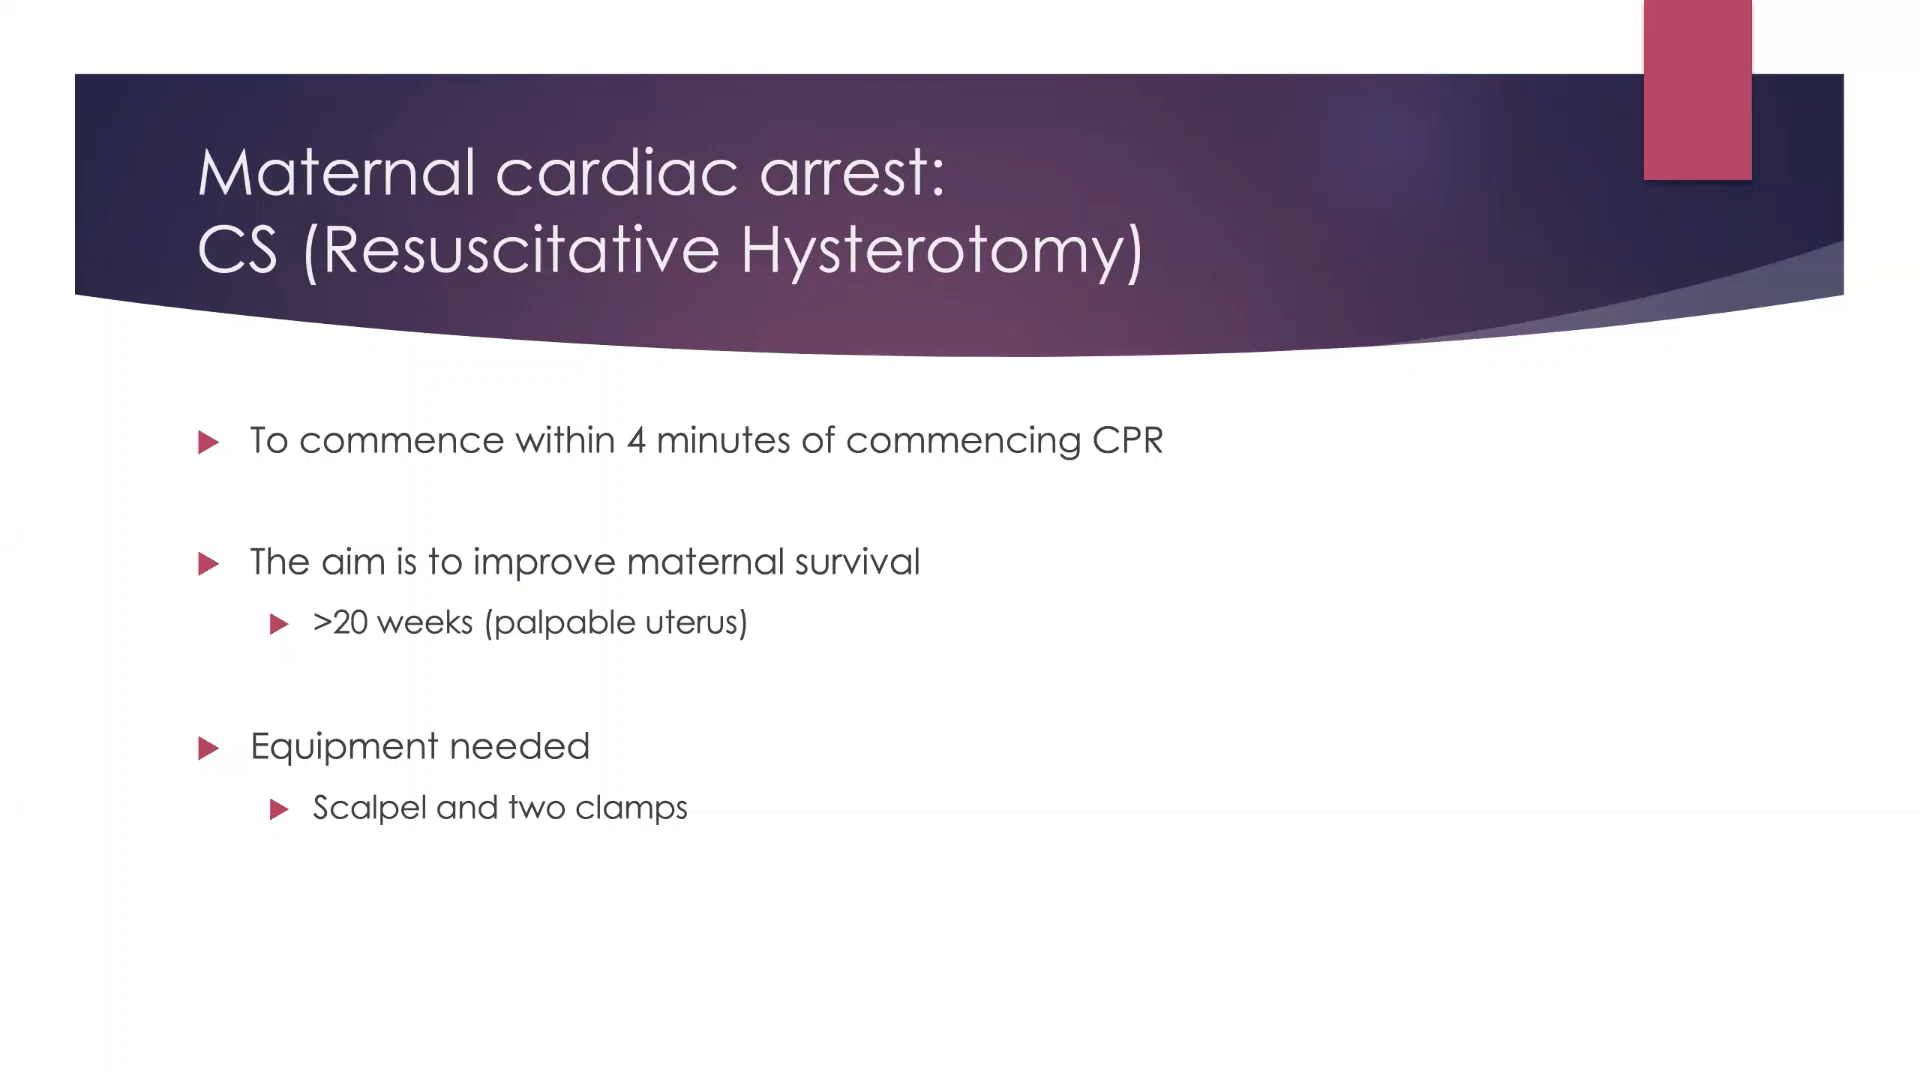 Maternal cardiac arrest:
CS (Resuscitative Hysterotomy)
To commence within 4 minutes of commencing CPR
The aim is to improve maternal survival
>20 weeks (palpable uterus)
Equipment needed
Scalpel and two clamps